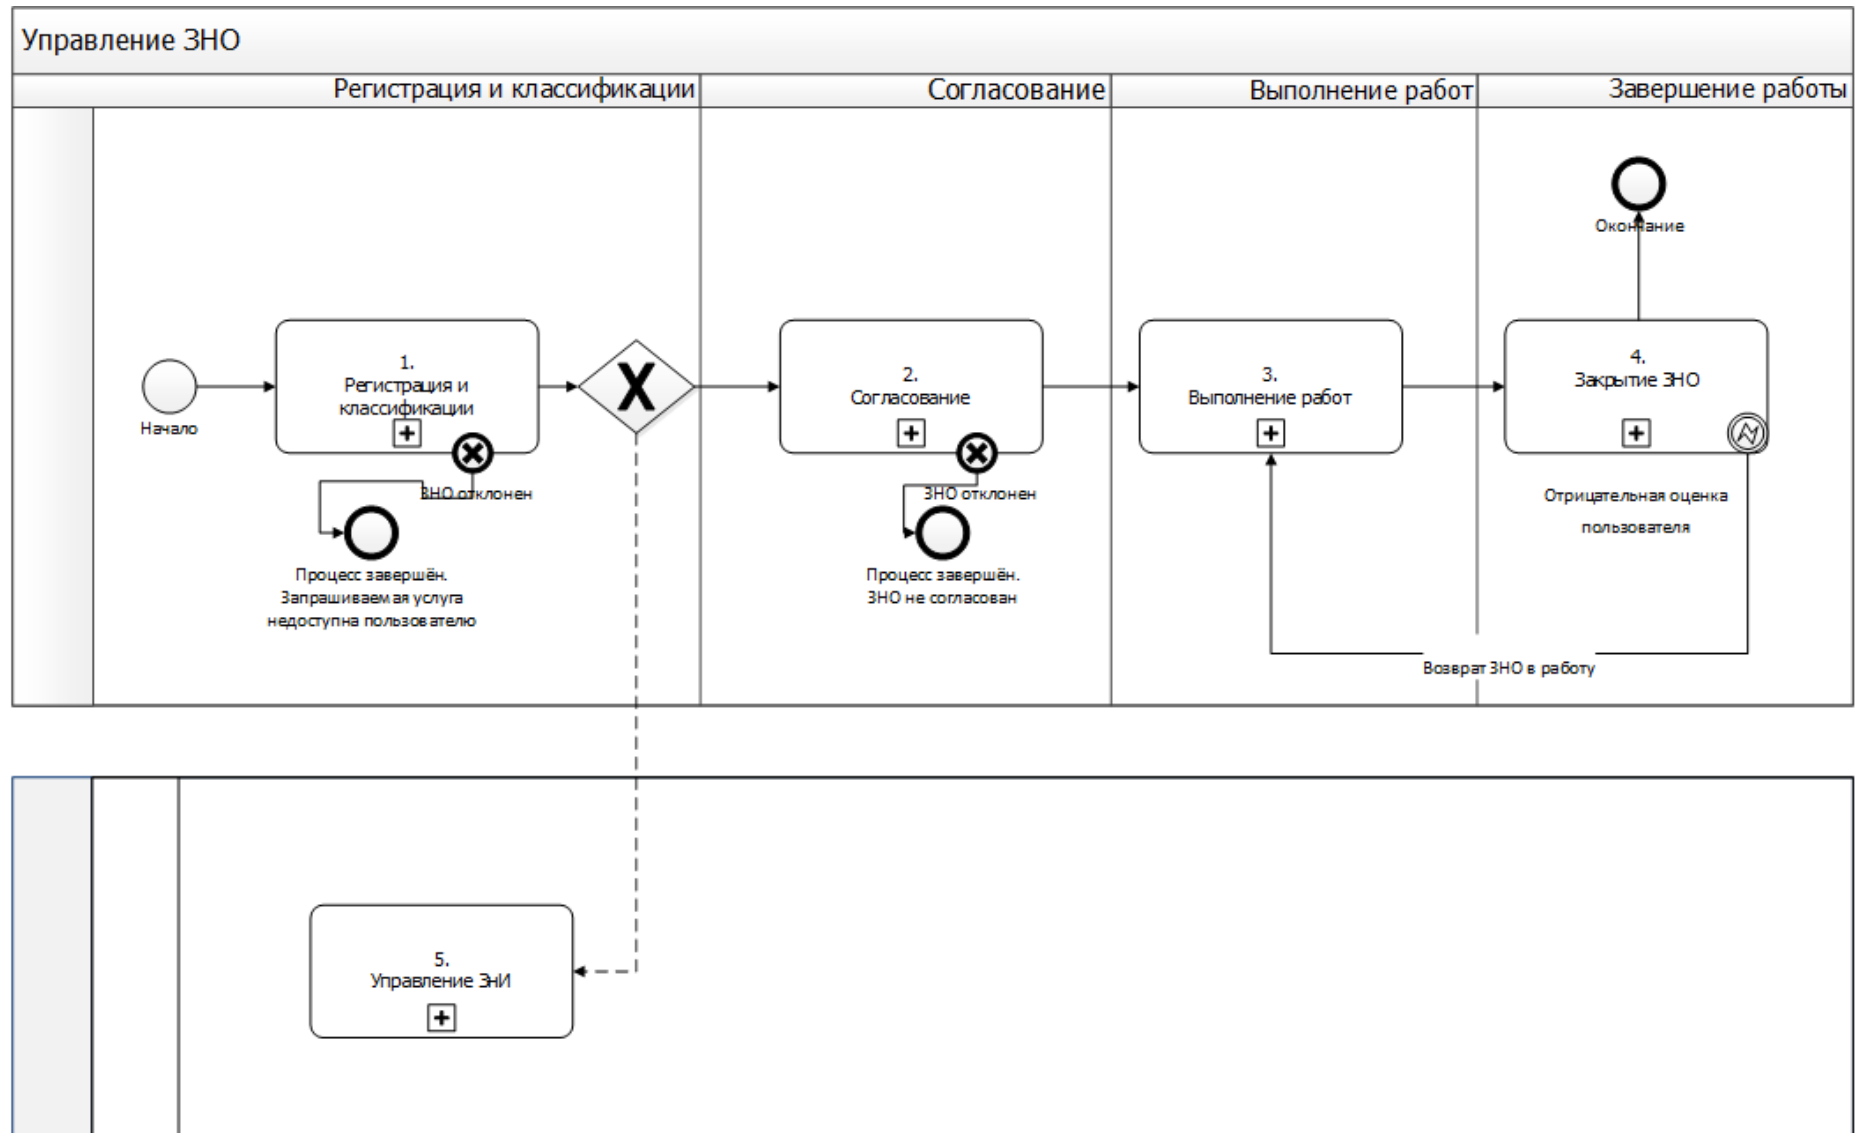 Управление ЗНО
Регистрация и классификации
Согласование
Выполнение работ
Завершение работы
Окончание
Начало
1.
Регистрация и
классификации
X
2.
Согласование
3.
Выполнение работ
4.
Закрытие ЗНО
ЗНО отклонен
Процесс завершён.
Запрашиваемая услуга
недоступна пользователю
ЗНО отклонен
Процесс завершён.
ЗНО не согласован
Отрицательная оценка
пользователя
Возврат ЗНО в работу
5.
Управление ЗнИ